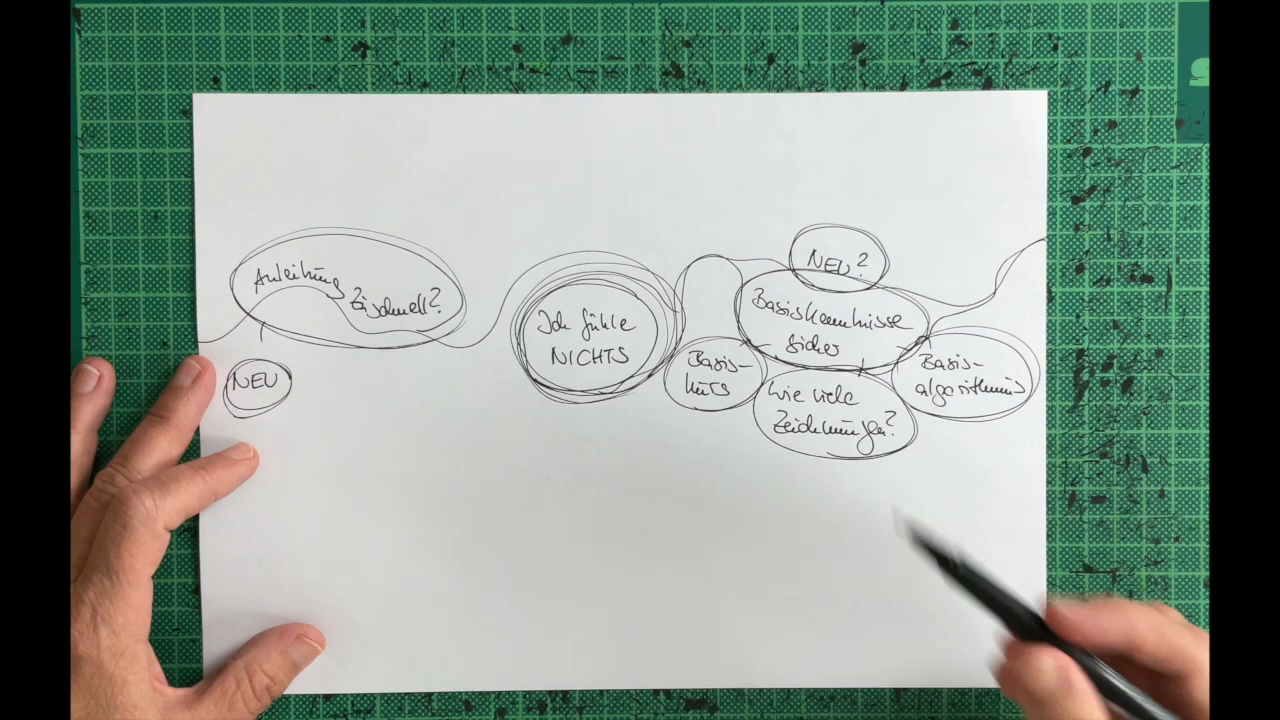 Anleitung
Zu schnell?
NEU
Ich fühle
NICHTS
NEU?
Basiskenntnisse
sicher
Basis-
kurs
Wie viele
Zeichnungen?
Basis-
algorithmus
S